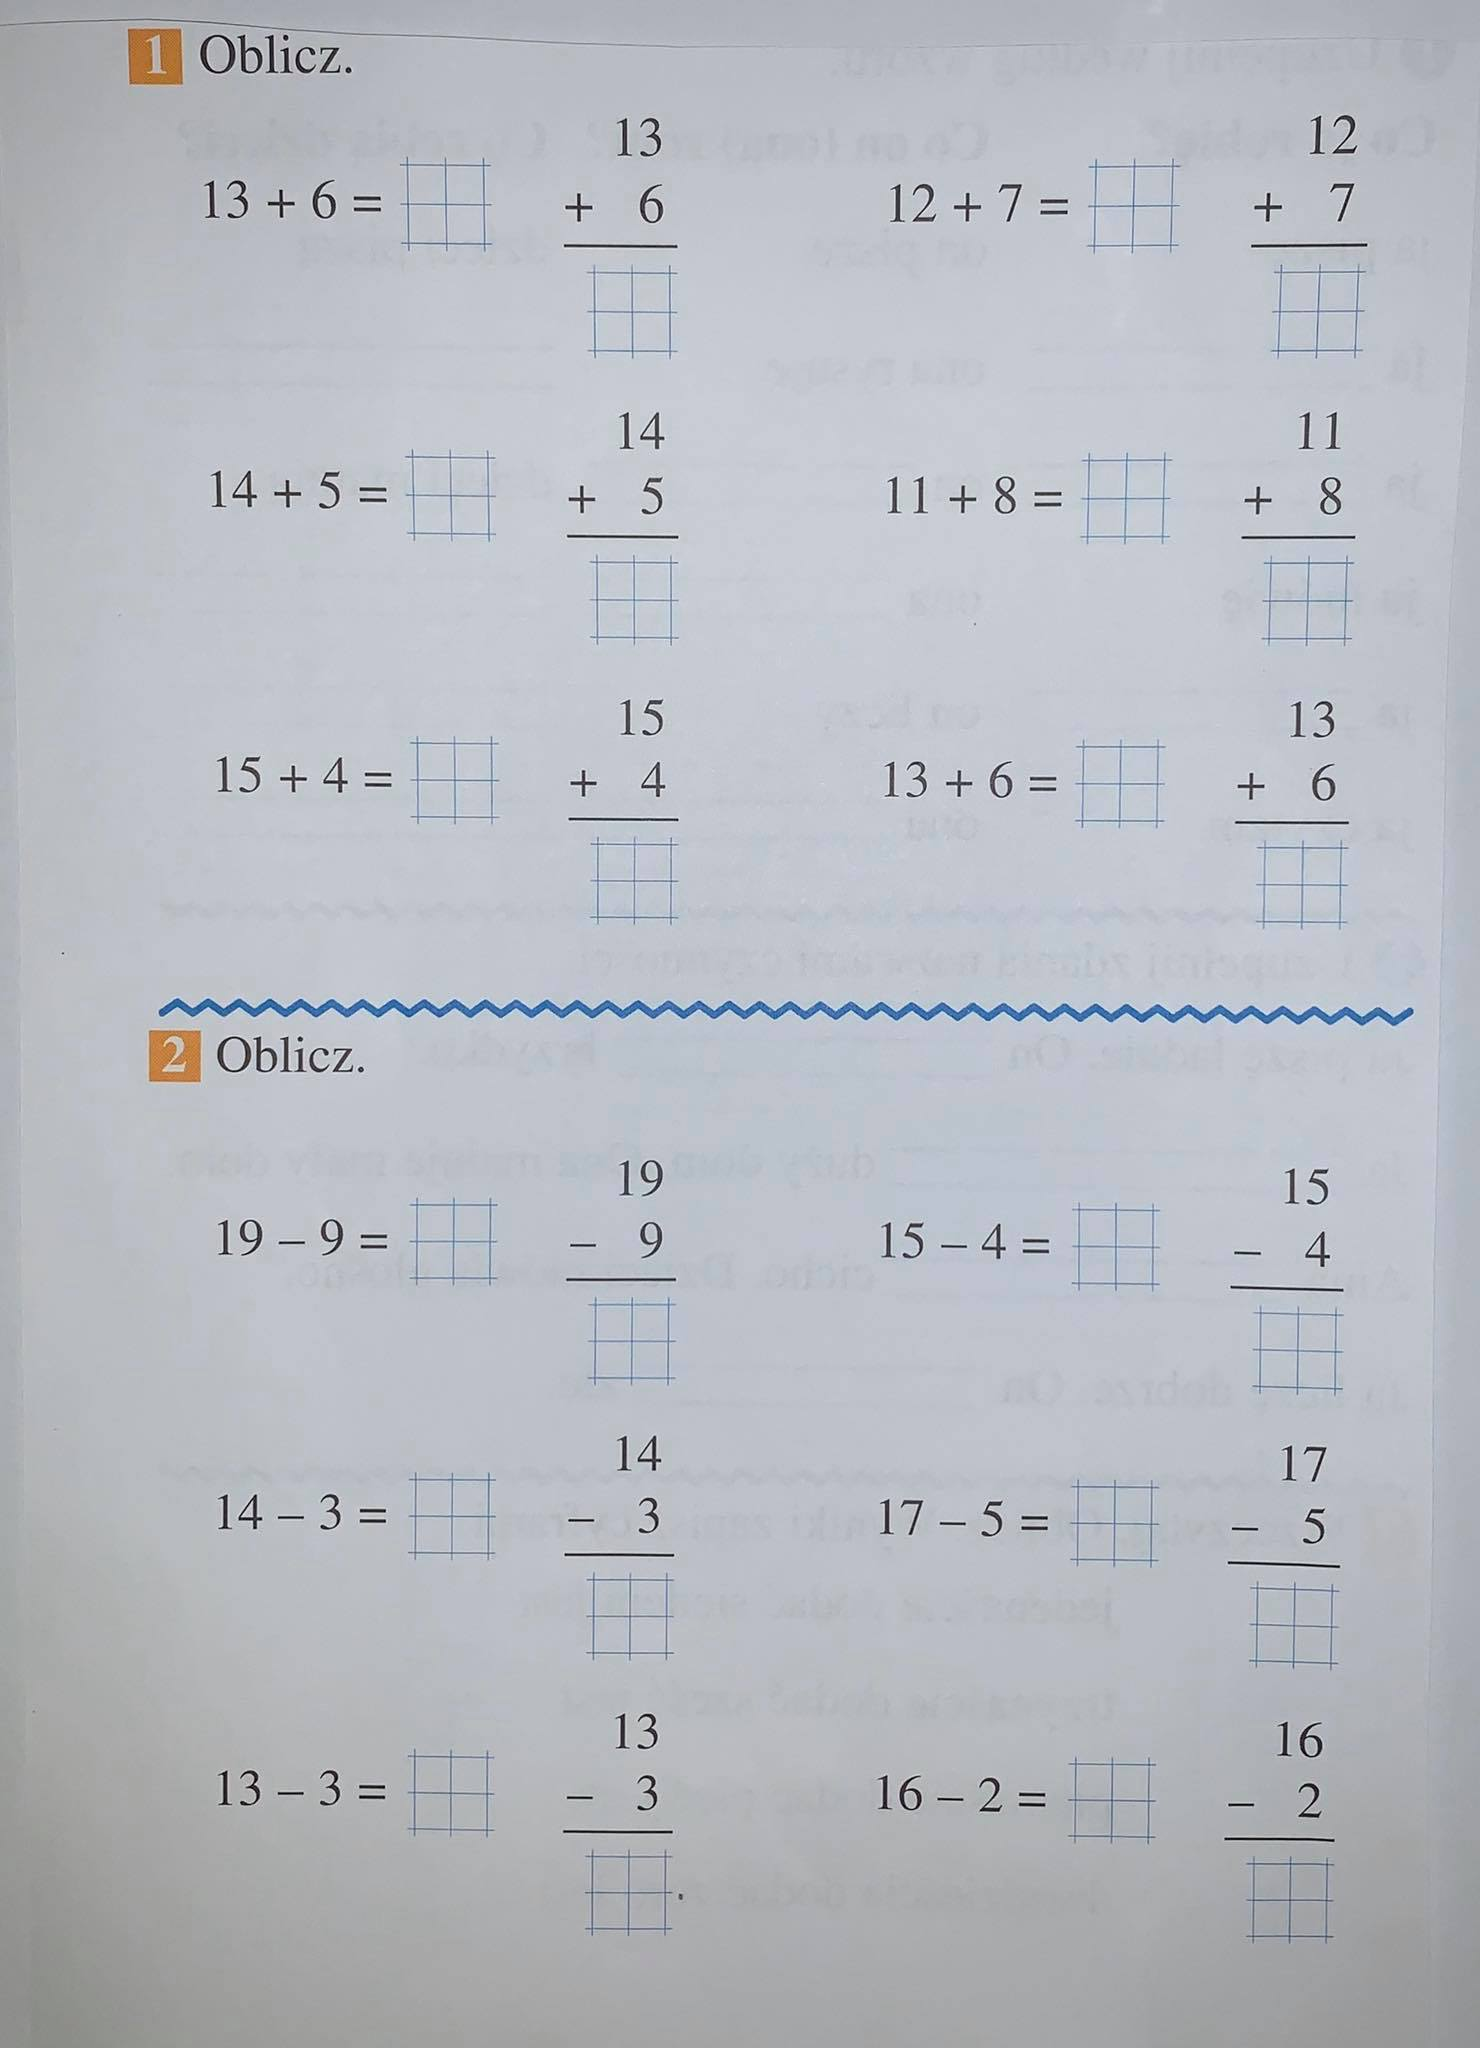 1 Oblicz.
13 + 6 =
13
+ 6
12 + 7 =
12
+ 7
14 + 5 =
14
+ 5
11 + 8 =
11
+ 8
15 + 4 =
15
+ 4
13 + 6 =
13
+ 6
2 Oblicz.
19 – 9 =
19
– 9
15 – 4 =
15
– 4
14 – 3 =
14
– 3
17 – 5 =
17
– 5
13 – 3 =
13
– 3
16 – 2 =
16
– 2